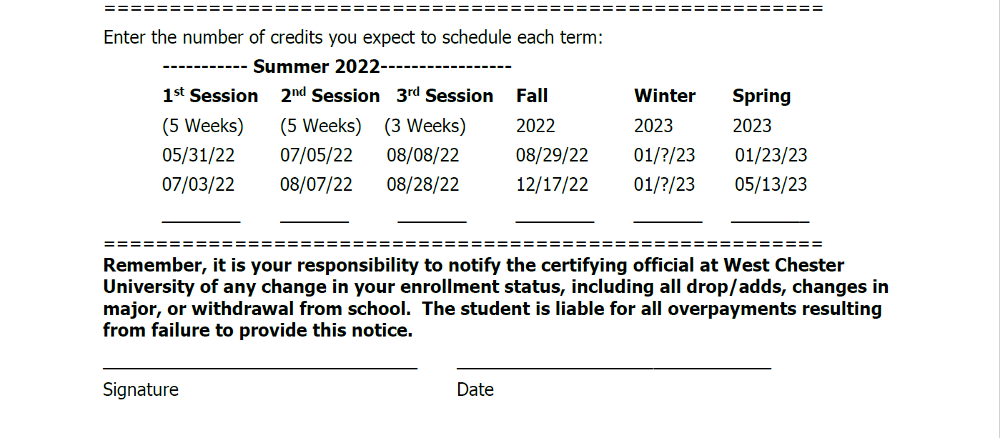 =======================================================
Enter the number of credits you expect to schedule each term:
----------- Summer 2022-----------------
1st Session 2nd Session 3rd Session Fall Winter Spring
(5 Weeks) (5 Weeks) (3 Weeks) 2022 2023 2023
05/31/22 07/05/22 08/08/22 08/29/22 01/?/23 01/23/23
07/03/22 08/07/22 08/28/22 12/17/22 01/?/23 05/13/23
________ _______ _______ ________ _______ ________
=======================================================
Remember, it is your responsibility to notify the certifying official at West Chester
University of any change in your enrollment status, including all drop/adds, changes in
major, or withdrawal from school.  The student is liable for all overpayments resulting
from failure to provide this notice.
________________________________ ________________________________
Signature Date